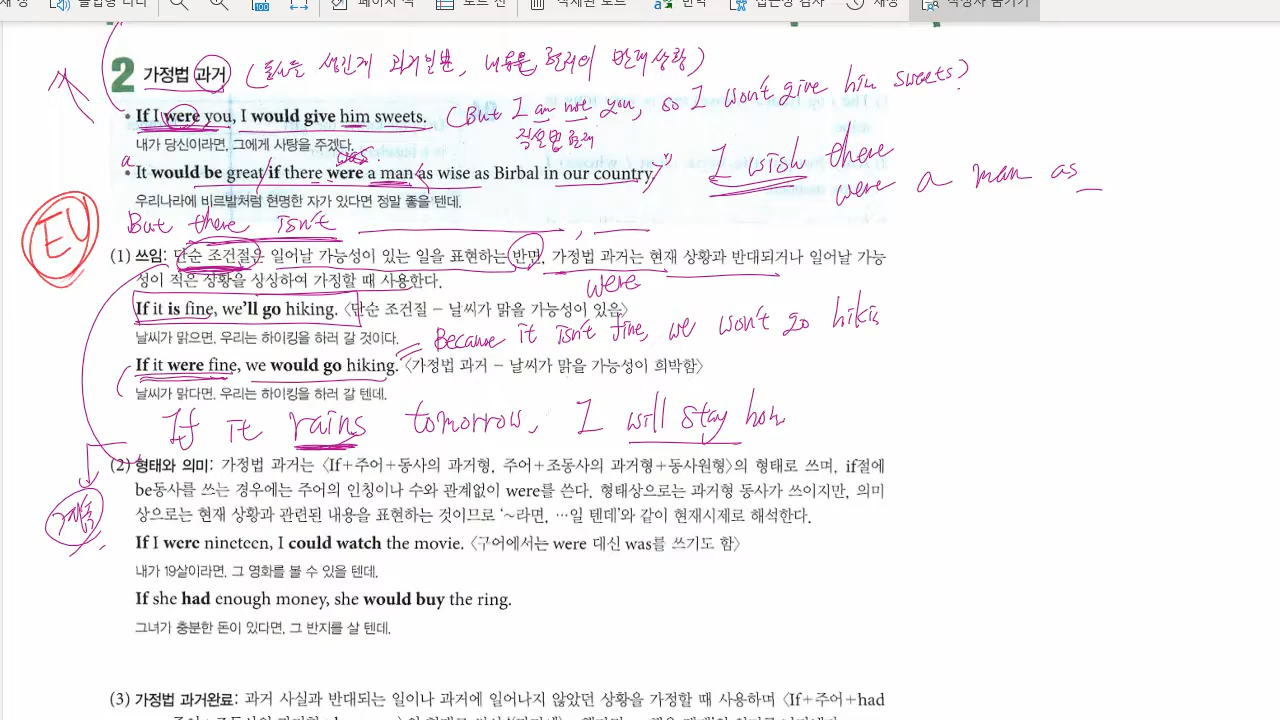 접근성 검사
재생
작성자 숨기기
2 가정법 과거 (동사를 생긴게 과거인반면, 내용은 현재의 반대상황)
• If I were you, I would give him sweets. (But I am not you, so I won't give him sweets)
직설법 현재
내가 당신이라면, 그에게 사탕을 주겠다.
was
• It would be great if there were a man as wise as Birbal in our country. I wish there were a man as
우리나라에 비르발처럼 현명한 자가 있다면 정말 좋을 텐데.
But there isn't
(1) 쓰임: 단순 조건절은 일어날 가능성이 있는 일을 표현하는 반면, 가정법 과거는 현재 상황과 반대되거나 일어날 가능
성이 적은 상황을 상상하여 가정할 때 사용한다.
were
If it is fine, we'll go hiking. 〈단순 조건절 – 날씨가 맑을 가능성이 있음〉
날씨가 맑으면, 우리는 하이킹을 하러 갈 것이다.
Because it isn't fine, we won't go hikin
If it were fine, we would go hiking. 〈가정법 과거 – 날씨가 맑을 가능성이 희박함〉
날씨가 맑다면, 우리는 하이킹을 하러 갈 텐데.
If it rains tomorrow, I will stay hom
(2) 형태와 의미: 가정법 과거는 〈If+주어+동사의 과거형, 주어+조동사의 과거형+동사원형〉의 형태로 쓰며, if절에
be동사를 쓰는 경우에는 주어의 인칭이나 수와 관계없이 were를 쓴다. 형태상으로는 과거형 동사가 쓰이지만, 의미
상으로는 현재 상황과 관련된 내용을 표현하는 것이므로 '~라면, …일 텐데'와 같이 현재시제로 해석한다.
If I were nineteen, I could watch the movie. 〈구어에서는 were 대신 was를 쓰기도 함〉
내가 19살이라면, 그 영화를 볼 수 있을 텐데.
If she had enough money, she would buy the ring.
그녀가 충분한 돈이 있다면, 그 반지를 살 텐데.
(3) 가정법 과거완료: 과거 사실과 반대되는 일이나 과거에 일어나지 않았던 상황을 가정할 때 사용하며 〈If+주어+had